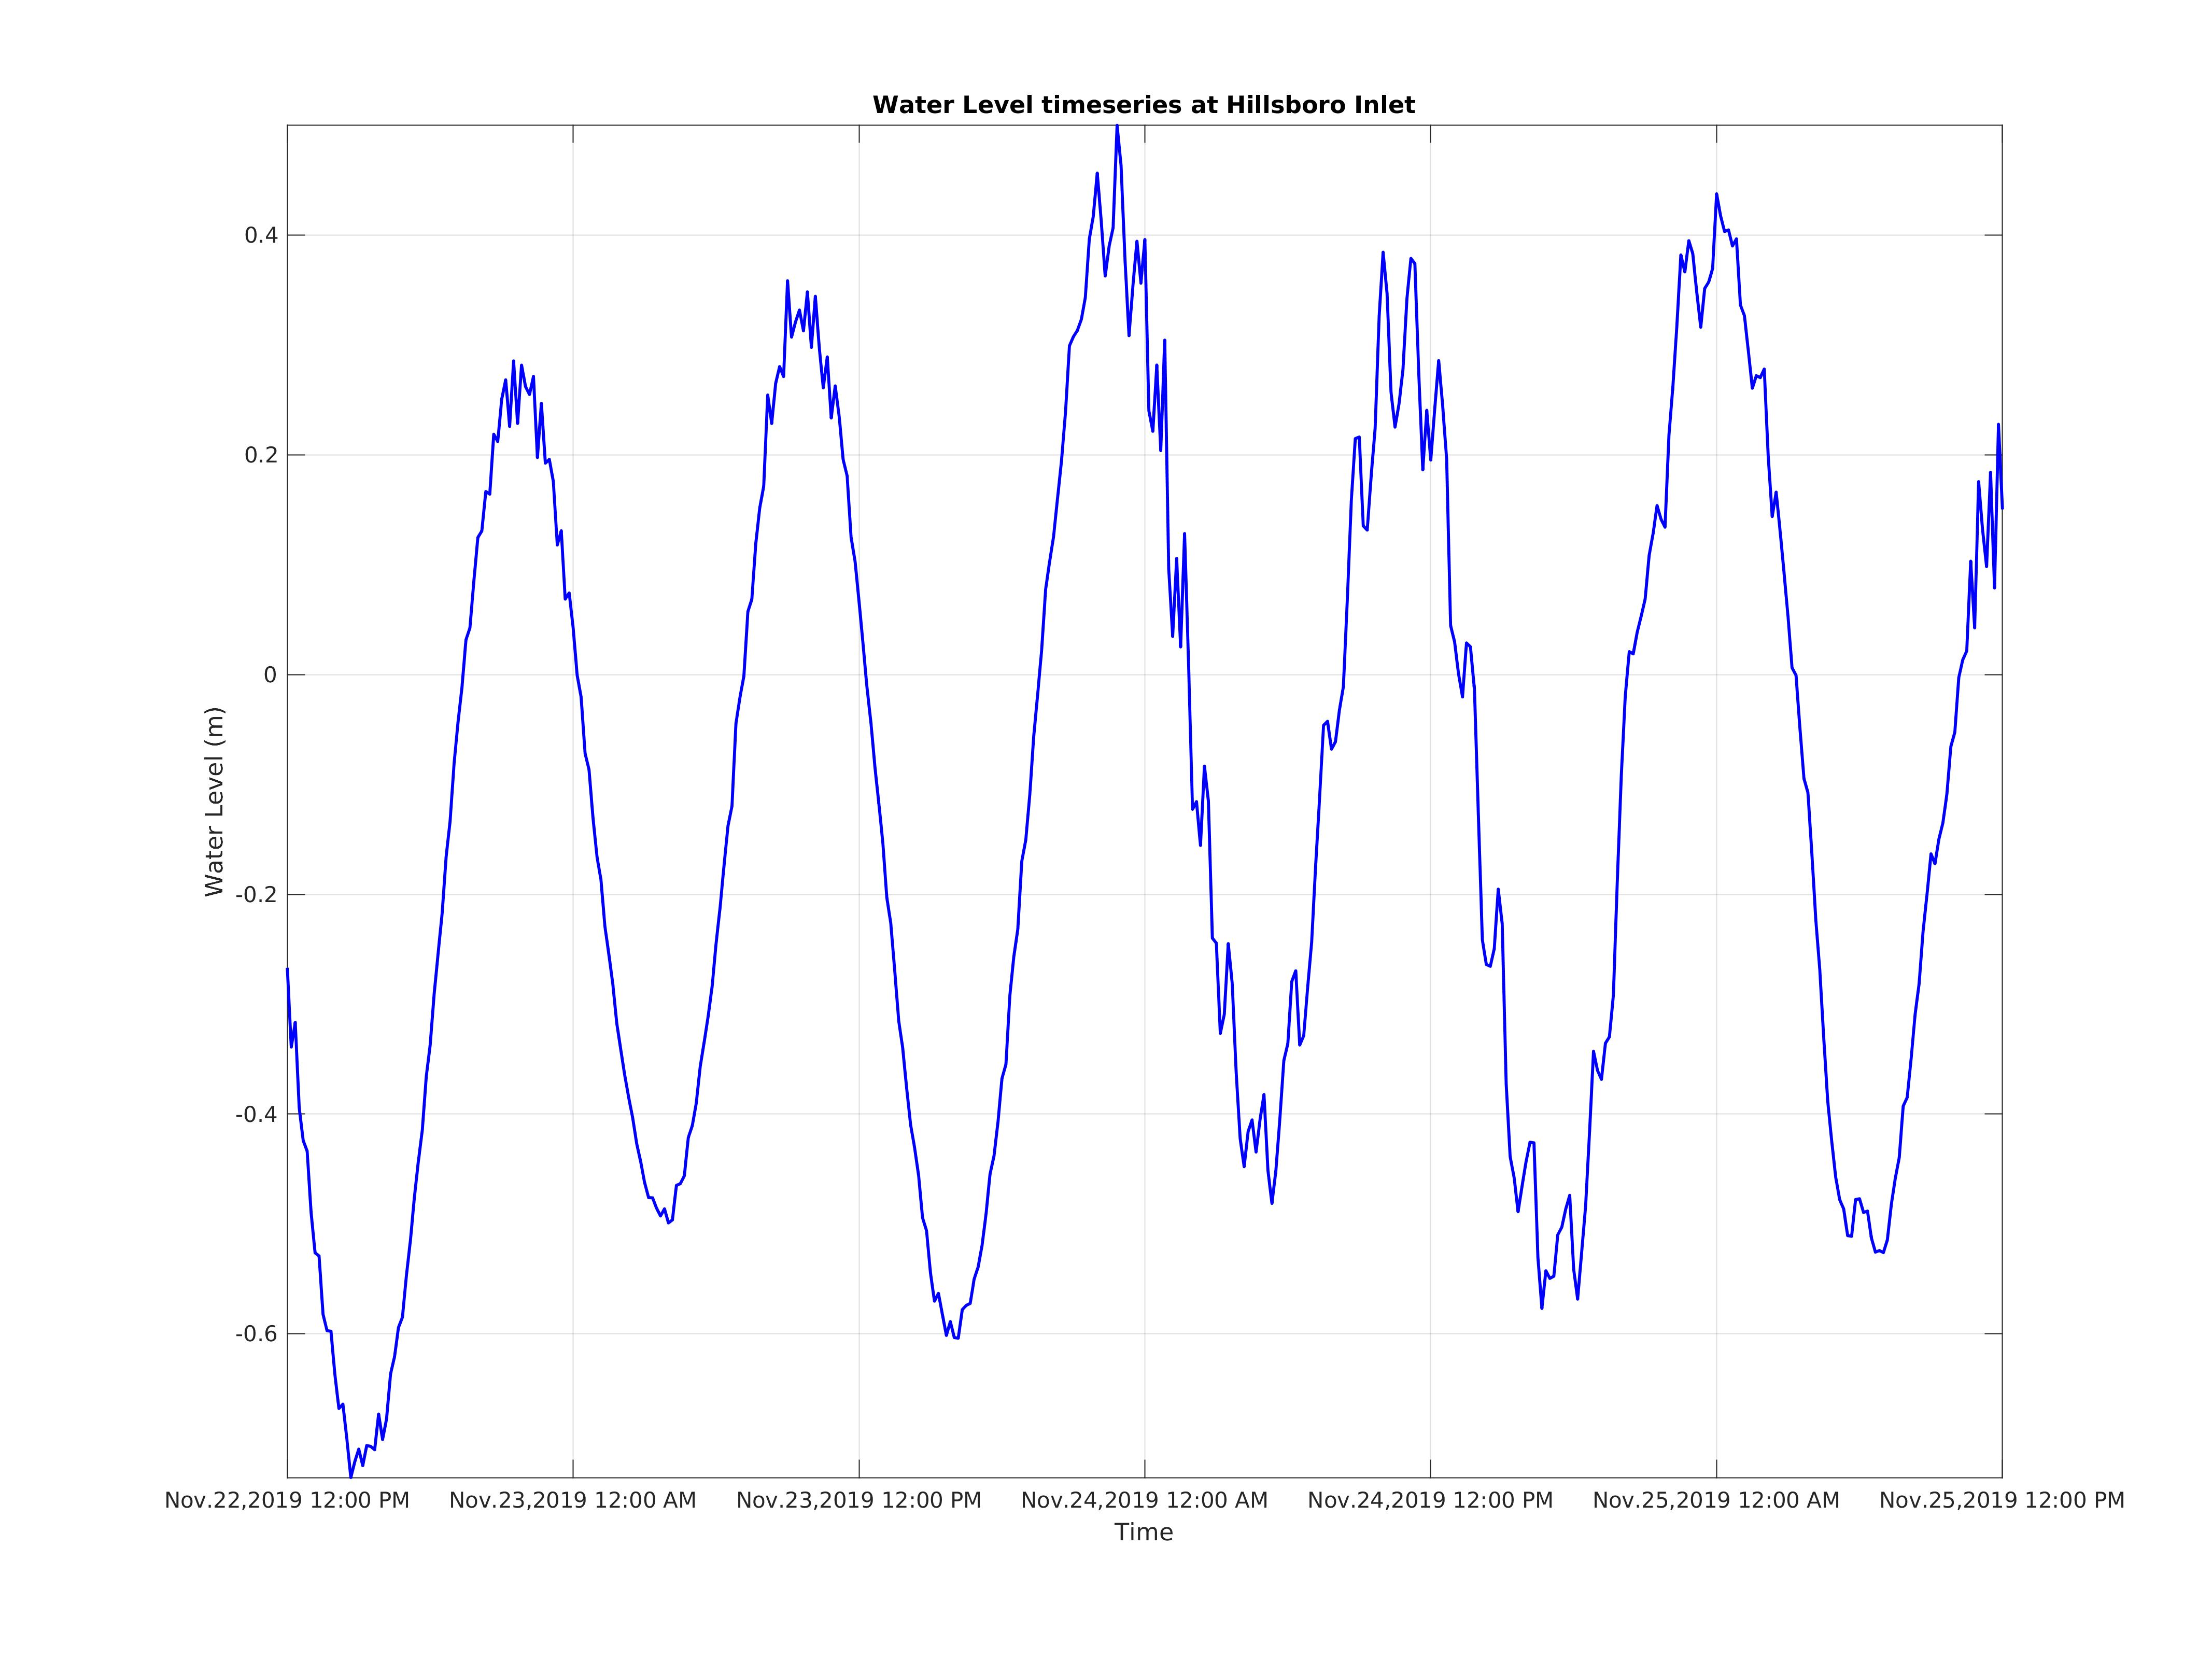 Water Level timeseries at Hillsboro Inlet
0.4
0.2
0
-0.2
-0.4
-0.6
Water Level (m)
Nov.22,2019 12:00 PM
Nov.23,2019 12:00 AM
Nov.23,2019 12:00 PM
Nov.24,2019 12:00 AM
Nov.24,2019 12:00 PM
Nov.25,2019 12:00 AM
Nov.25,2019 12:00 PM
Time